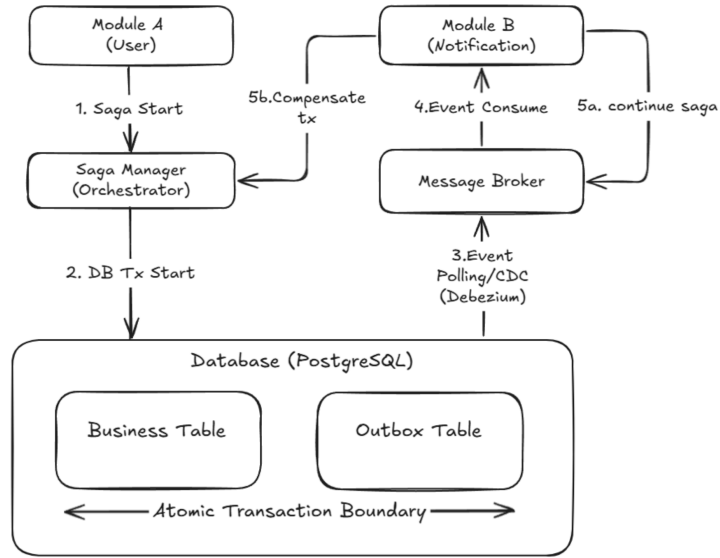 Module A
(User)
Module B
(Notification)
1. Saga Start
5b.Compensate
tx
4.Event Consume
5a. continue saga
Saga Manager
(Orchestrator)
Message Broker
2. DB Tx Start
3.Event
Polling/CDC
(Debezium)
Database (PostgreSQL)
Business Table
Outbox Table
Atomic Transaction Boundary